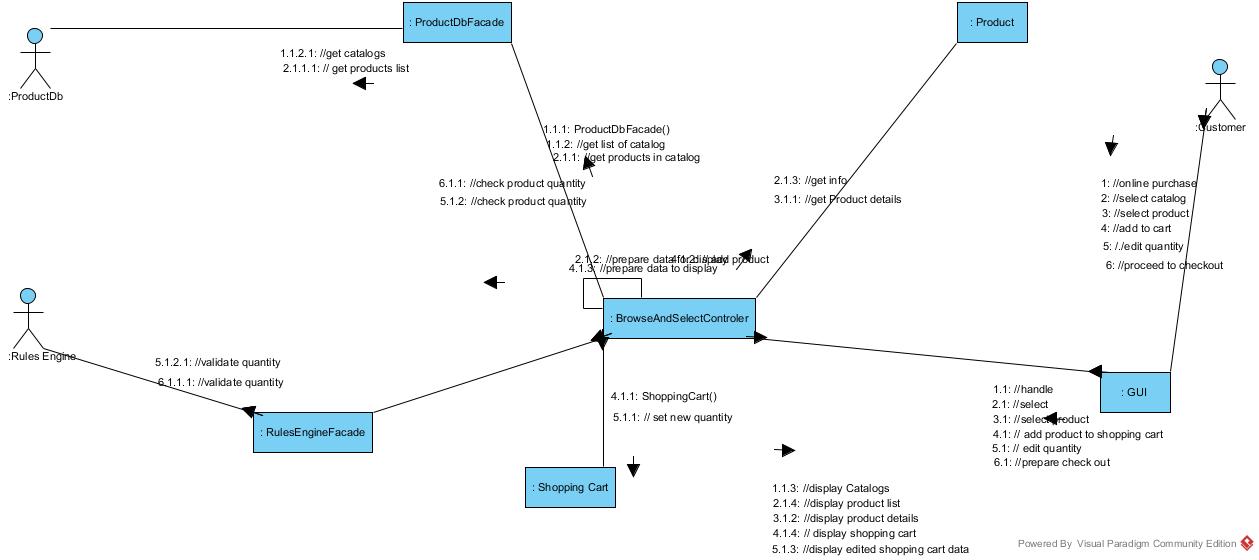 : ProductDbFacade
: Product
1.1.2.1: //get catalogs
2.1.1.1: // get products list
:ProductDb
:Customer
1.1.1: ProductDbFacade()
1.1.2: //get list of catalog
2.1.1: //get products in catalog
6.1.1: //check product quantity
5.1.2: //check product quantity
2.1.3: //get info
3.1.1: //get Product details
1: //online purchase
2: //select catalog
3: //select product
4: //add to cart
5: /./edit quantity
6: //proceed to checkout
2.1.2: //prepare data for display
4.1.2: //add product
4.1.3: //prepare data to display
: BrowseAndSelectControler
:Rules Engine
5.1.2.1: //validate quantity
6.1.1.1: //validate quantity
: RulesEngineFacade
4.1.1: ShoppingCart()
5.1.1: // set new quantity
: GUI
1.1: //handle
2.1: //select
3.1: //select product
4.1: // add product to shopping cart
5.1: // edit quantity
6.1: //prepare check out
: Shopping Cart
1.1.3: //display Catalogs
2.1.4: //display product list
3.1.2: //display product details
4.1.4: // display shopping cart
5.1.3: //display edited shopping cart data
Powered By Visual Paradigm Community Edition